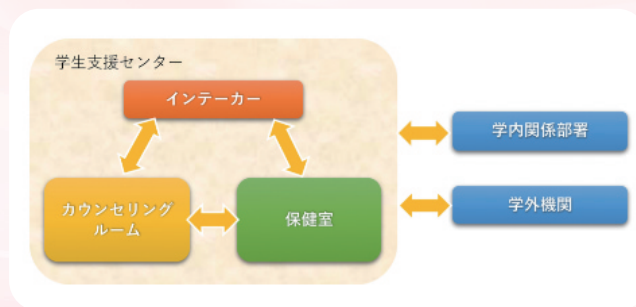 学生支援センター
インテーカー
カウンセリング
ルーム
保健室
学内関係部署
学外機関